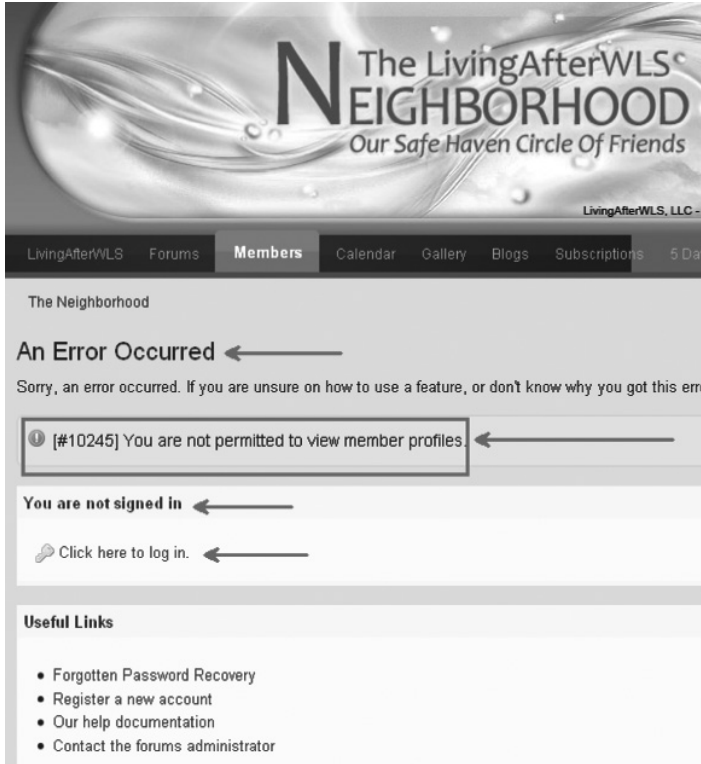 The LivingAfterWLS
NEIGHBORHOOD
Our Safe Haven Circle Of Friends
LivingAfterWLS, LLC -
LivingAfterWLS Forums Members Calendar Gallery Blogs Subscriptions 5 Da
The Neighborhood
An Error Occurred
Sorry, an error occurred. If you are unsure on how to use a feature, or don't know why you got this err
[#10245] You are not permitted to view member profiles.
You are not signed in
Click here to log in.
Useful Links
• Forgotten Password Recovery
• Register a new account
• Our help documentation
• Contact the forums administrator